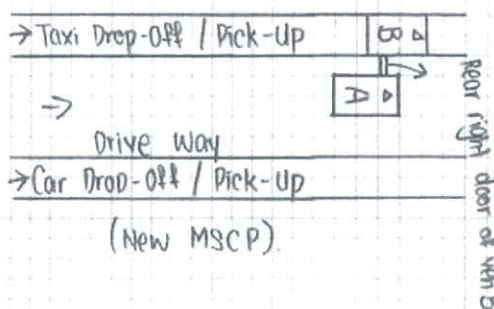 → Taxi Drop-Off / Pick-Up
B
A
→
Drive Way
→ Car Drop-Off / Pick-Up
(New MSCP)
Rear right door of veh B